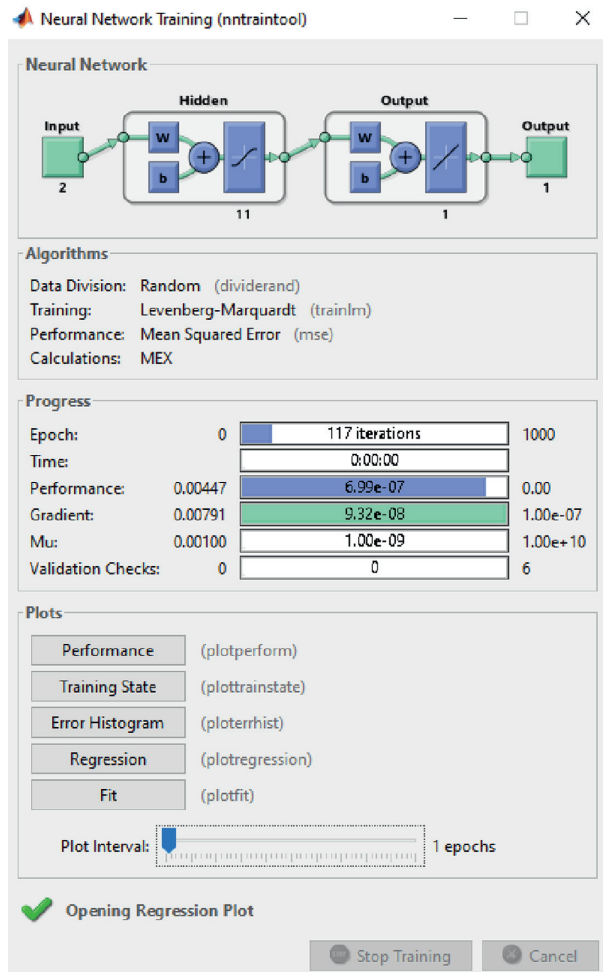 Neural Network Training (nntraintool)
Neural Network
Hidden Output
Input W b + W b + Output
2 11 1 1
Algorithms
Data Division: Random (dividerand)
Training: Levenberg-Marquardt (trainlm)
Performance: Mean Squared Error (mse)
Calculations: MEX
Progress
Epoch: 0 117 iterations 1000
Time: 0:00:00
Performance: 0.00447 6.99e-07 0.00
Gradient: 0.00791 9.32e-08 1.00e-07
Mu: 0.00100 1.00e-09 1.00e+10
Validation Checks: 0 0 6
Plots
Performance (plotperform)
Training State (plottrainstate)
Error Histogram (ploterrhist)
Regression (plotregression)
Fit (plotfit)
Plot Interval: 1 epochs
Opening Regression Plot
Stop Training Cancel